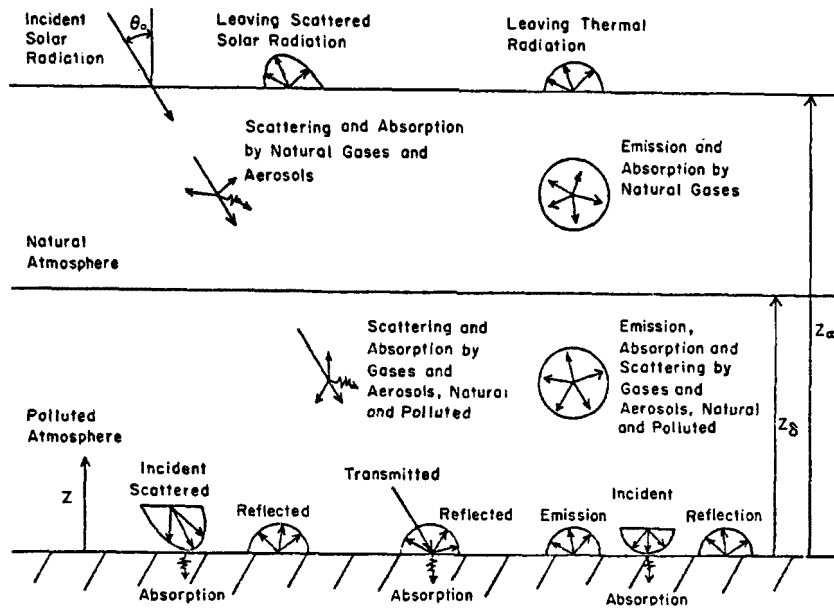 Incident
Solar
Radiation
θo
Leaving Scattered
Solar Radiation
Leaving Thermal
Radiation
Scattering and Absorption
by Natural Gases and
Aerosols
Emission and
Absorption by
Natural Gases
Natural
Atmosphere
Zα
Scattering and
Absorption by
Gases and
Aerosols, Natural
and Polluted
Emission,
Absorption and
Scattering by
Gases and
Aerosols, Natural
and Polluted
Zδ
Polluted
Atmosphere
Z
Incident
Scattered
Reflected
Transmitted
Reflected
Emission
Incident
Reflection
Absorption
Absorption
Absorption